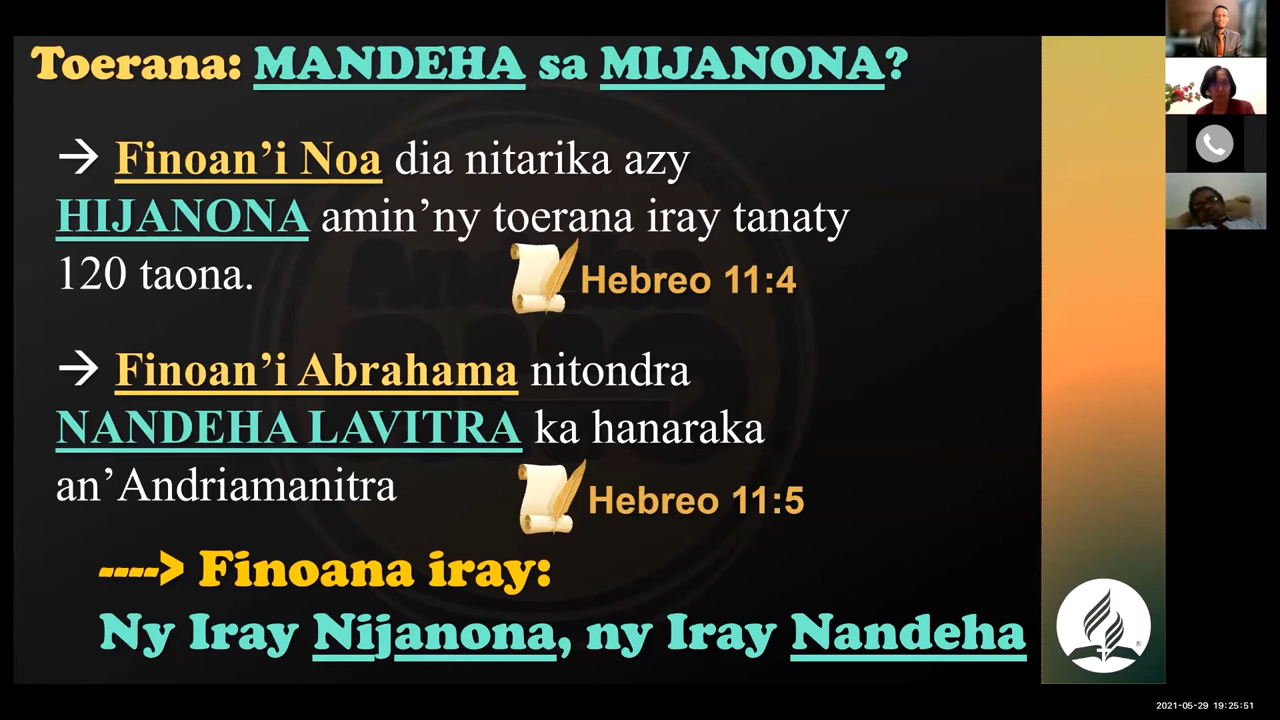 Toerana: MANDEHA sa MIJANONA?
→ Finoan’i Noa dia nitarika azy
HIJANONA amin’ny toerana iray tanaty
120 taona.
Hebreo 11:4
→ Finoan’i Abrahama nitondra
NANDEHA LAVITRA ka hanaraka
an’Andriamanitra
Hebreo 11:5
----> Finoana iray:
Ny Iray Nijanona, ny Iray Nandeha
2021-05-29 19:25:51